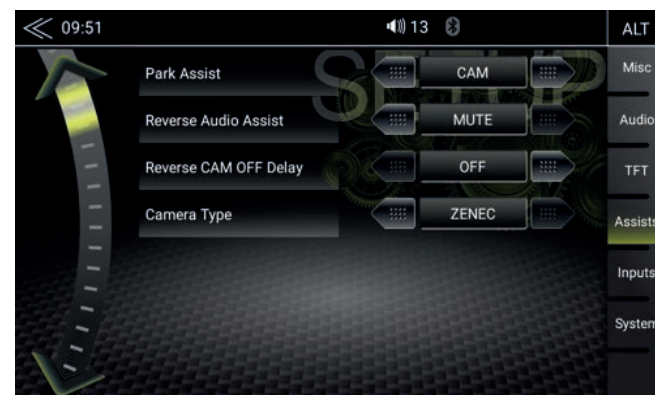 09:51
13
ALT
SETUP
Park Assist
CAM
Misc
Reverse Audio Assist
MUTE
Audio
Reverse CAM OFF Delay
OFF
TFT
Camera Type
ZENEC
Assists
Inputs
System